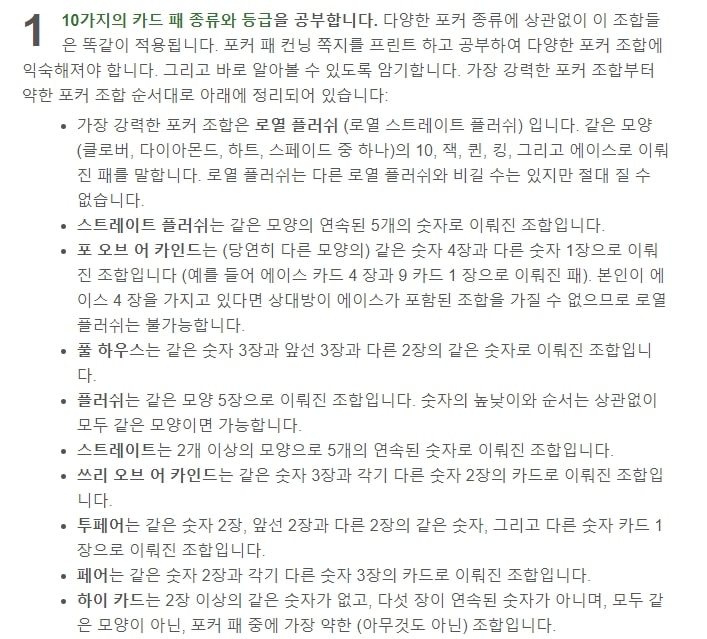 1 10가지의 카드 패 종류와 등급을 공부합니다. 다양한 포커 종류에 상관없이 이 조합들
은 똑같이 적용됩니다. 포커 패 컨닝 쪽지를 프린트 하고 공부하여 다양한 포커 조합에
익숙해져야 합니다. 그리고 바로 알아볼 수 있도록 암기합니다. 가장 강력한 포커 조합부터
약한 포커 조합 순서대로 아래에 정리되어 있습니다:
• 가장 강력한 포커 조합은 로열 플러쉬 (로열 스트레이트 플러쉬) 입니다. 같은 모양
(클로버, 다이아몬드, 하트, 스페이드 중 하나)의 10, 잭, 퀸, 킹, 그리고 에이스로 이뤄
진 패를 말합니다. 로열 플러쉬는 다른 로열 플러쉬와 비길 수는 있지만 절대 질 수
없습니다.
• 스트레이트 플러쉬는 같은 모양의 연속된 5개의 숫자로 이뤄진 조합입니다.
• 포 오브 어 카인드는 (당연히 다른 모양의) 같은 숫자 4장과 다른 숫자 1장으로 이뤄
진 조합입니다 (예를 들어 에이스 카드 4 장과 9 카드 1 장으로 이뤄진 패). 본인이 에
이스 4 장을 가지고 있다면 상대방이 에이스가 포함된 조합을 가질 수 없으므로 로열
플러쉬는 불가능합니다.
• 풀 하우스는 같은 숫자 3장과 앞선 3장과 다른 2장의 같은 숫자로 이뤄진 조합입니
다.
• 플러쉬는 같은 모양 5장으로 이뤄진 조합입니다. 숫자의 높낮이와 순서는 상관없이
모두 같은 모양이면 가능합니다.
• 스트레이트는 2개 이상의 모양으로 5개의 연속된 숫자로 이뤄진 조합입니다.
• 쓰리 오브 어 카인드는 같은 숫자 3장과 각기 다른 숫자 2장의 카드로 이뤄진 조합입
니다.
• 투페어는 같은 숫자 2장, 앞선 2장과 다른 2장의 같은 숫자, 그리고 다른 숫자 카드 1
장으로 이뤄진 조합입니다.
• 페어는 같은 숫자 2장과 각기 다른 숫자 3장의 카드로 이뤄진 조합입니다.
• 하이 카드는 2장 이상의 같은 숫자가 없고, 다섯 장이 연속된 숫자가 아니며, 모두 같
은 모양이 아닌, 포커 패 중에 가장 약한 (아무것도 아닌) 조합입니다.